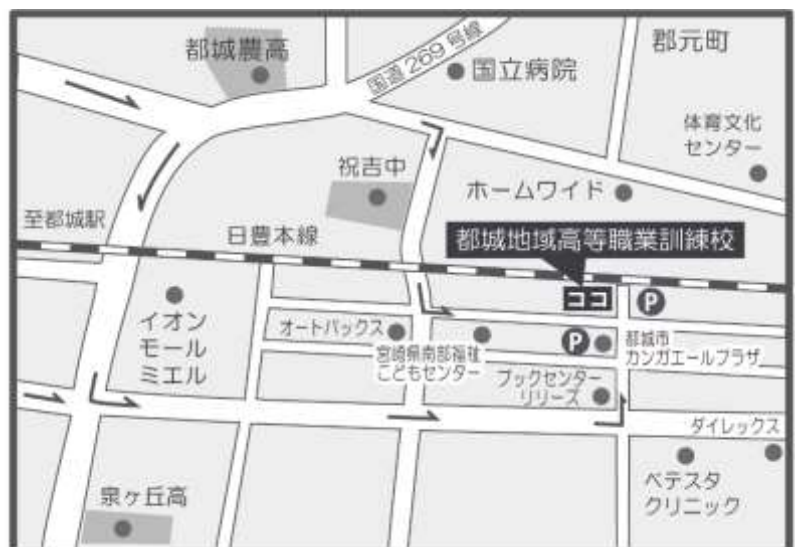 都城農高
国道269号線
国立病院
郡元町
体育文化
センター
祝吉中
ホームワイド
至都城駅
日豊本線
都城地域高等職業訓練校
ココ
P
イオン
モール
ミエル
オートバックス
宮崎県南部福祉
こどもセンター
P
都城市
カンガエールプラザ
ブックセンター
リリーズ
ダイレックス
ベテスタ
クリニック
泉ヶ丘高